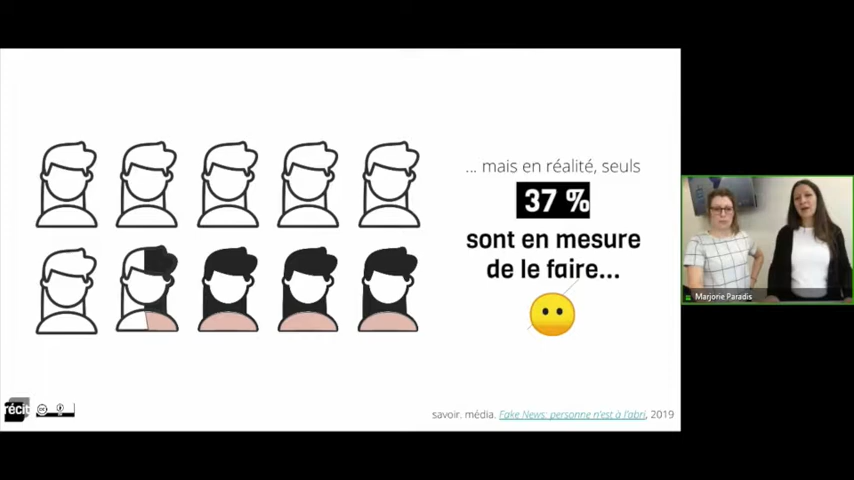 ... mais en réalité, seuls
37 %
sont en mesure
de le faire...
Marjorie Paradis
récit
savoir. média. Fake News: personne n'est à l'abri, 2019